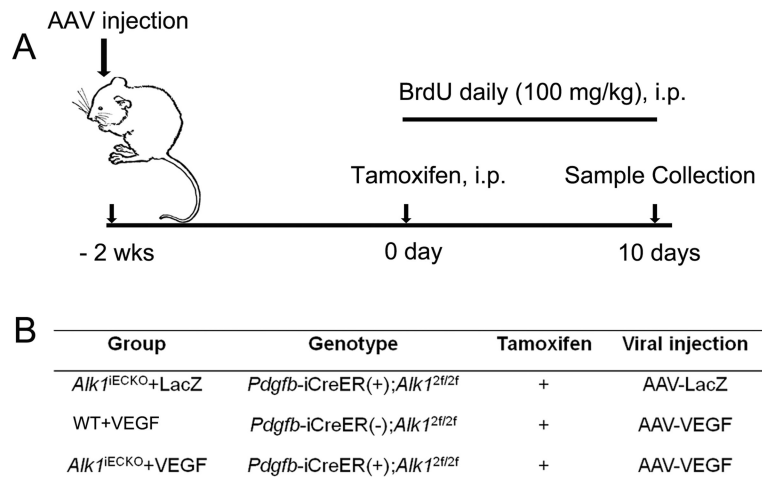 AAV injection
A
BrdU daily (100 mg/kg), i.p.
Tamoxifen, i.p. Sample Collection
- 2 wks 0 day 10 days
B
Group Genotype Tamoxifen Viral injection
Alk1iECKO+LacZ Pdgfb-iCreER(+);Alk12f/2f + AAV-LacZ
WT+VEGF Pdgfb-iCreER(-);Alk12f/2f + AAV-VEGF
Alk1iECKO+VEGF Pdgfb-iCreER(+);Alk12f/2f + AAV-VEGF